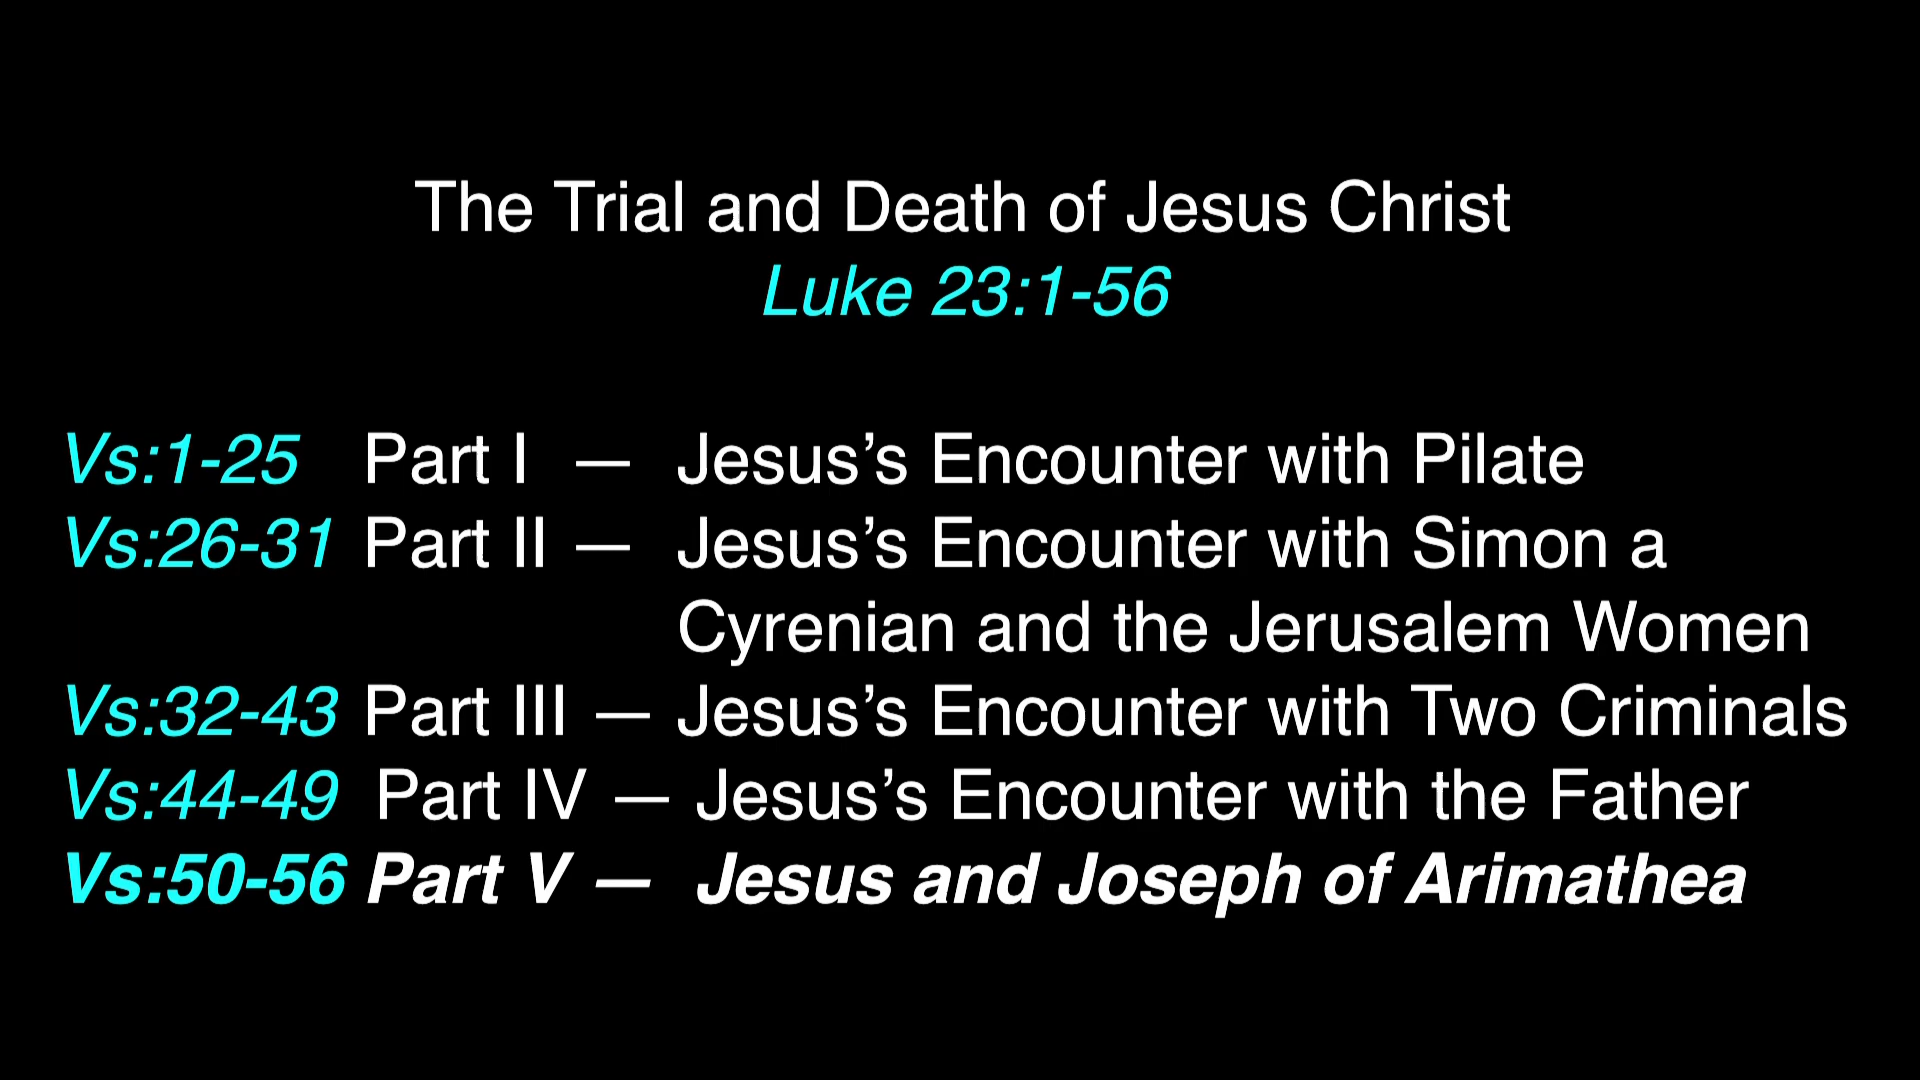 The Trial and Death of Jesus Christ
Luke 23:1-56
Vs:1-25 Part I — Jesus’s Encounter with Pilate
Vs:26-31 Part II — Jesus’s Encounter with Simon a
Cyrenian and the Jerusalem Women
Vs:32-43 Part III — Jesus’s Encounter with Two Criminals
Vs:44-49 Part IV — Jesus’s Encounter with the Father
Vs:50-56 Part V — Jesus and Joseph of Arimathea